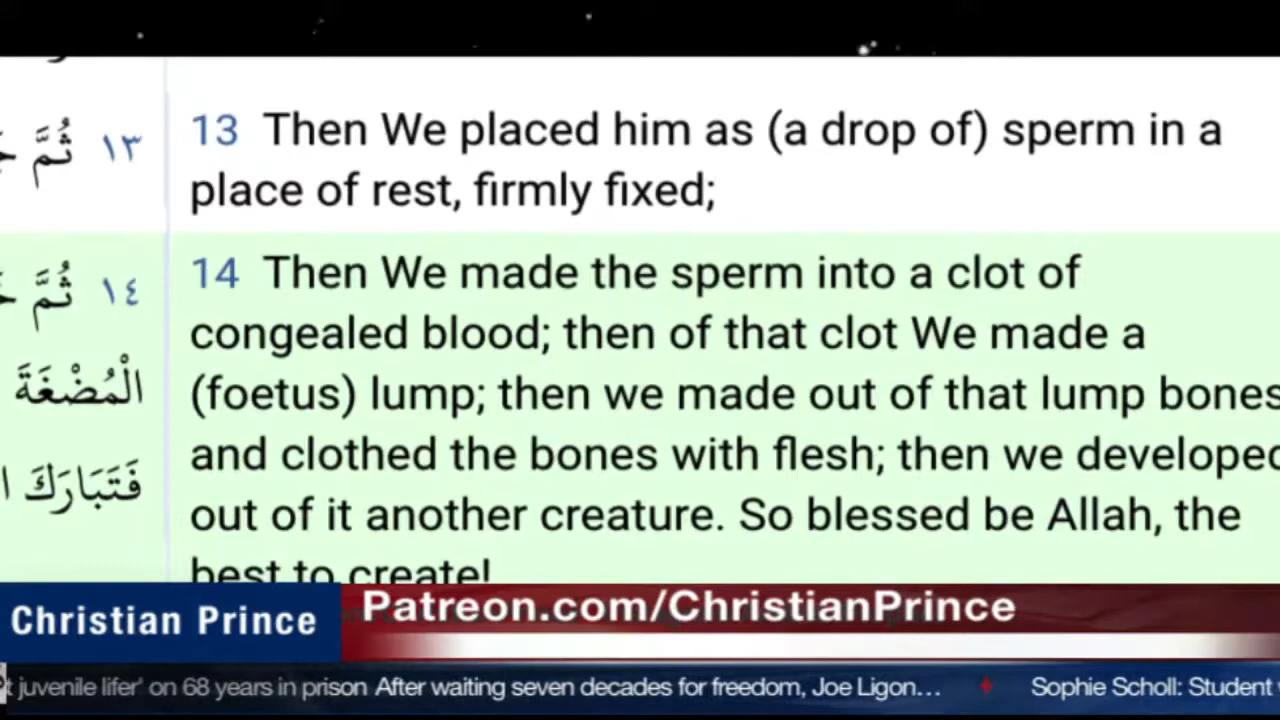 13 Then We placed him as (a drop of) sperm in a
place of rest, firmly fixed;
١٣ ثُمَّ
14 Then We made the sperm into a clot of
congealed blood; then of that clot We made a
(foetus) lump; then we made out of that lump bones
and clothed the bones with flesh; then we developed
out of it another creature. So blessed be Allah, the
best to create!
١٤ ثُمَّ
الْمُضْغَةَ
فَتَبَارَكَ
Christian Prince
Patreon.com/ChristianPrince
t juvenile lifer' on 68 years in prison After waiting seven decades for freedom, Joe Ligon... Sophie Scholl: Student